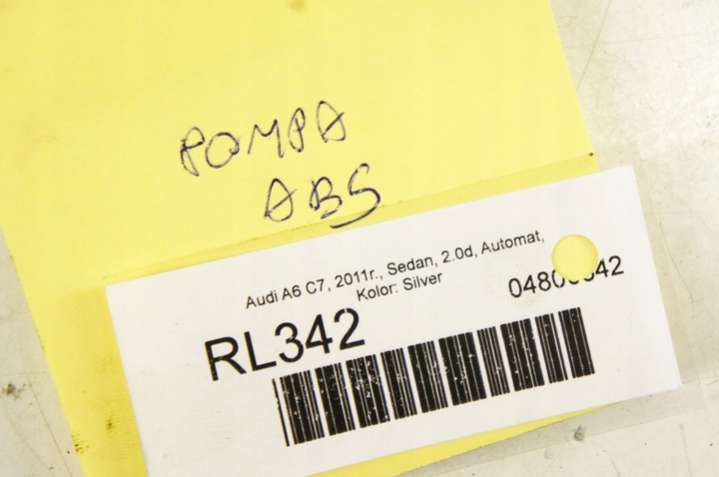 POMPA
ABS
Audi A6 C7, 2011r., Sedan, 2.0d, Automat,
Kolor: Silver
RL342